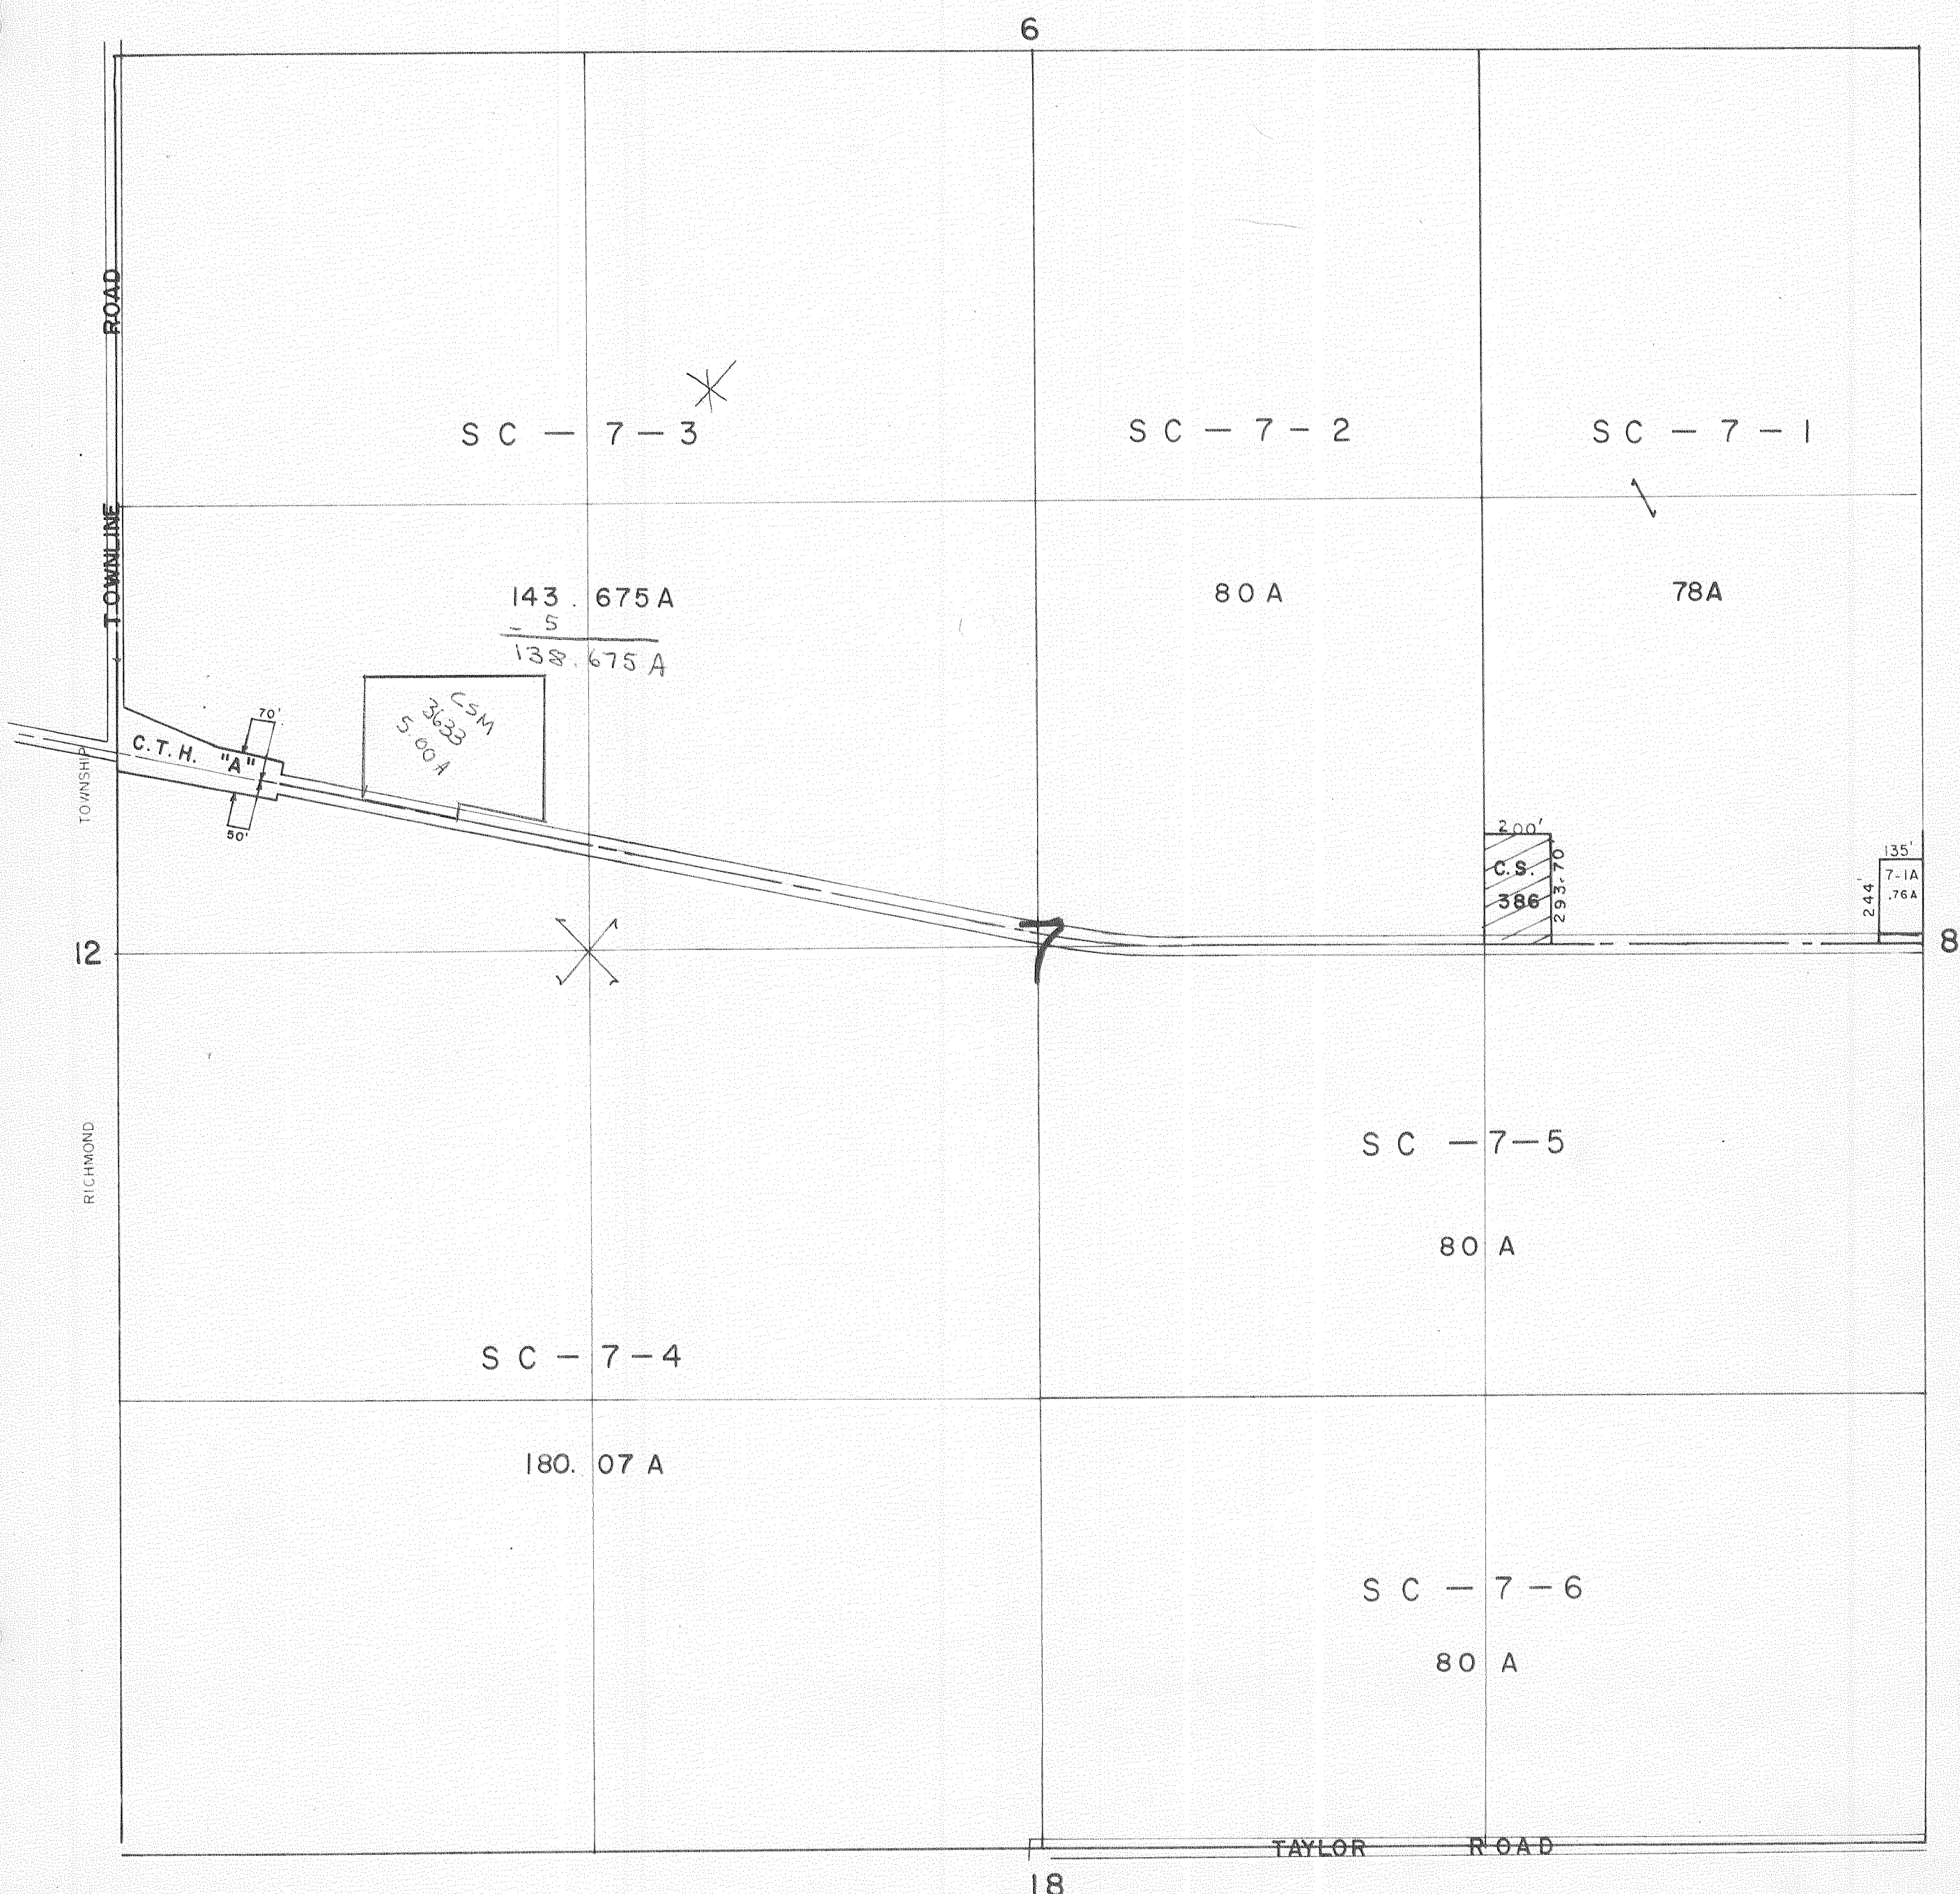 6
TOWNLINE ROAD
SC-7-3
SC-7-2
SC-7-1
143.675A
- 5
138.675 A
80 A
78A
CSM
3633
5.00 A
70'
C.T.H. "A"
50'
TOWNSHIP
200'
C.S.
386
293.70'
135'
7-1A
.76A
244'
12
7
8
RICHMOND
SC-7-5
80 A
SC-7-4
180.07 A
SC-7-6
80 A
TAYLOR ROAD
18